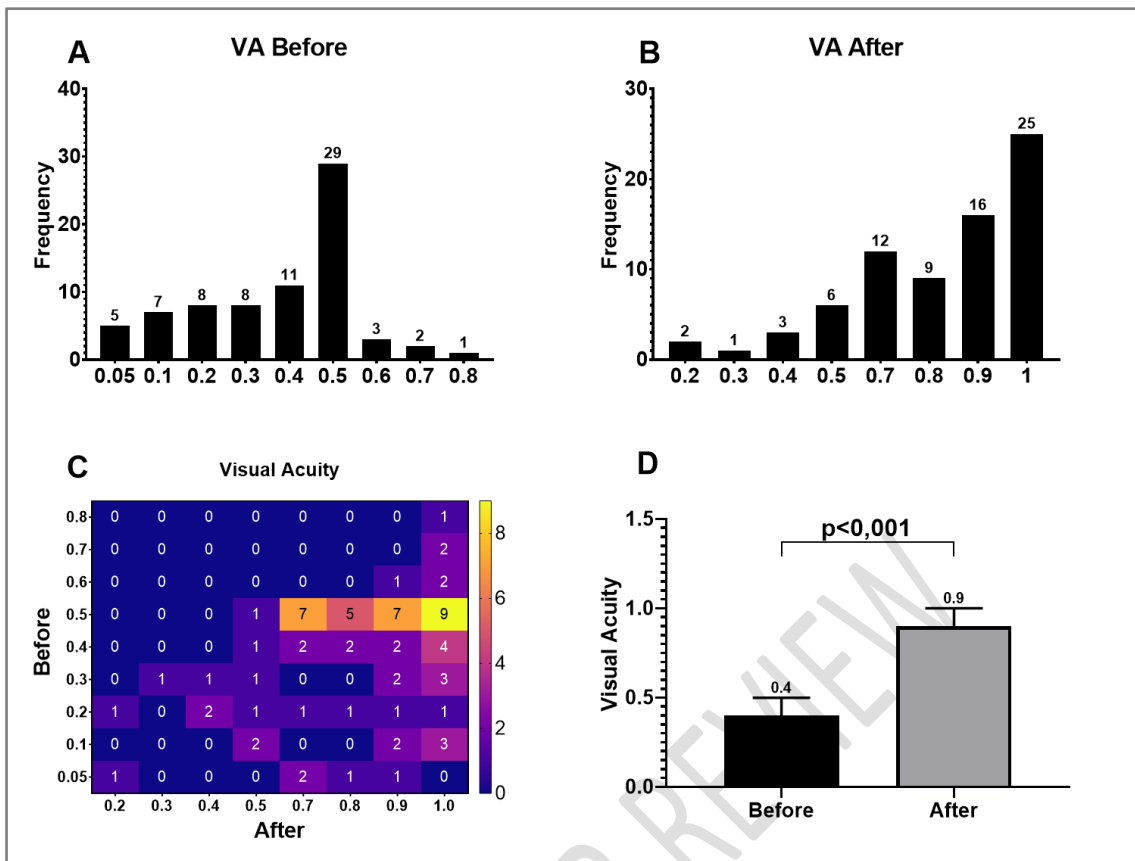 A
VA Before
Frequency
40
30
20
10
0
5 7 8 8 11 29 3 2 1
0.05 0.1 0.2 0.3 0.4 0.5 0.6 0.7 0.8
B
VA After
Frequency
30
20
10
0
2 1 3 6 12 9 16 25
0.2 0.3 0.4 0.5 0.7 0.8 0.9 1
C
Visual Acuity
Before
0.8 0 0 0 0 0 0 0 1
0.7 0 0 0 0 0 0 0 2
0.6 0 0 0 0 0 0 1 2
0.5 0 0 0 1 7 5 7 9
0.4 0 0 0 1 2 2 2 4
0.3 0 1 1 1 0 0 2 3
0.2 1 0 2 1 1 1 1 1
0.1 0 0 0 2 0 0 2 3
0.05 1 0 0 0 2 1 1 0
0.2 0.3 0.4 0.5 0.7 0.8 0.9 1.0
After
8
6
4
2
0
D
Visual Acuity
1.5
1.0
0.5
0.0
p<0,001
0.4
0.9
Before After
R REVIEW